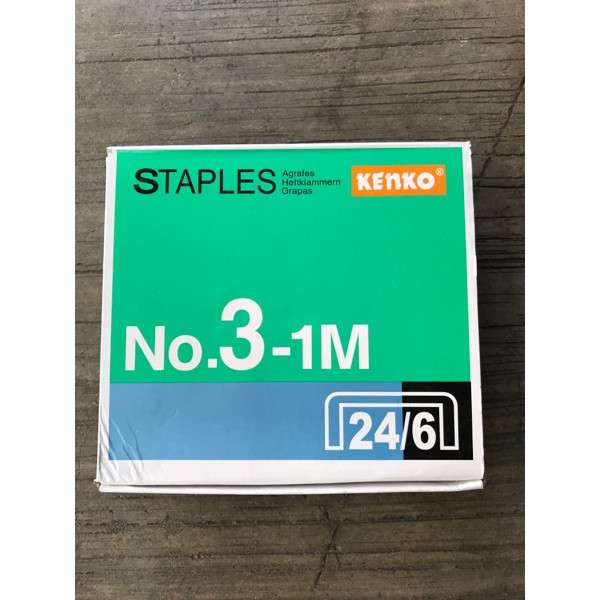 STAPLES
Agrafes
Heftklammern
Grapas
KENKO
No.3-1M
24/6